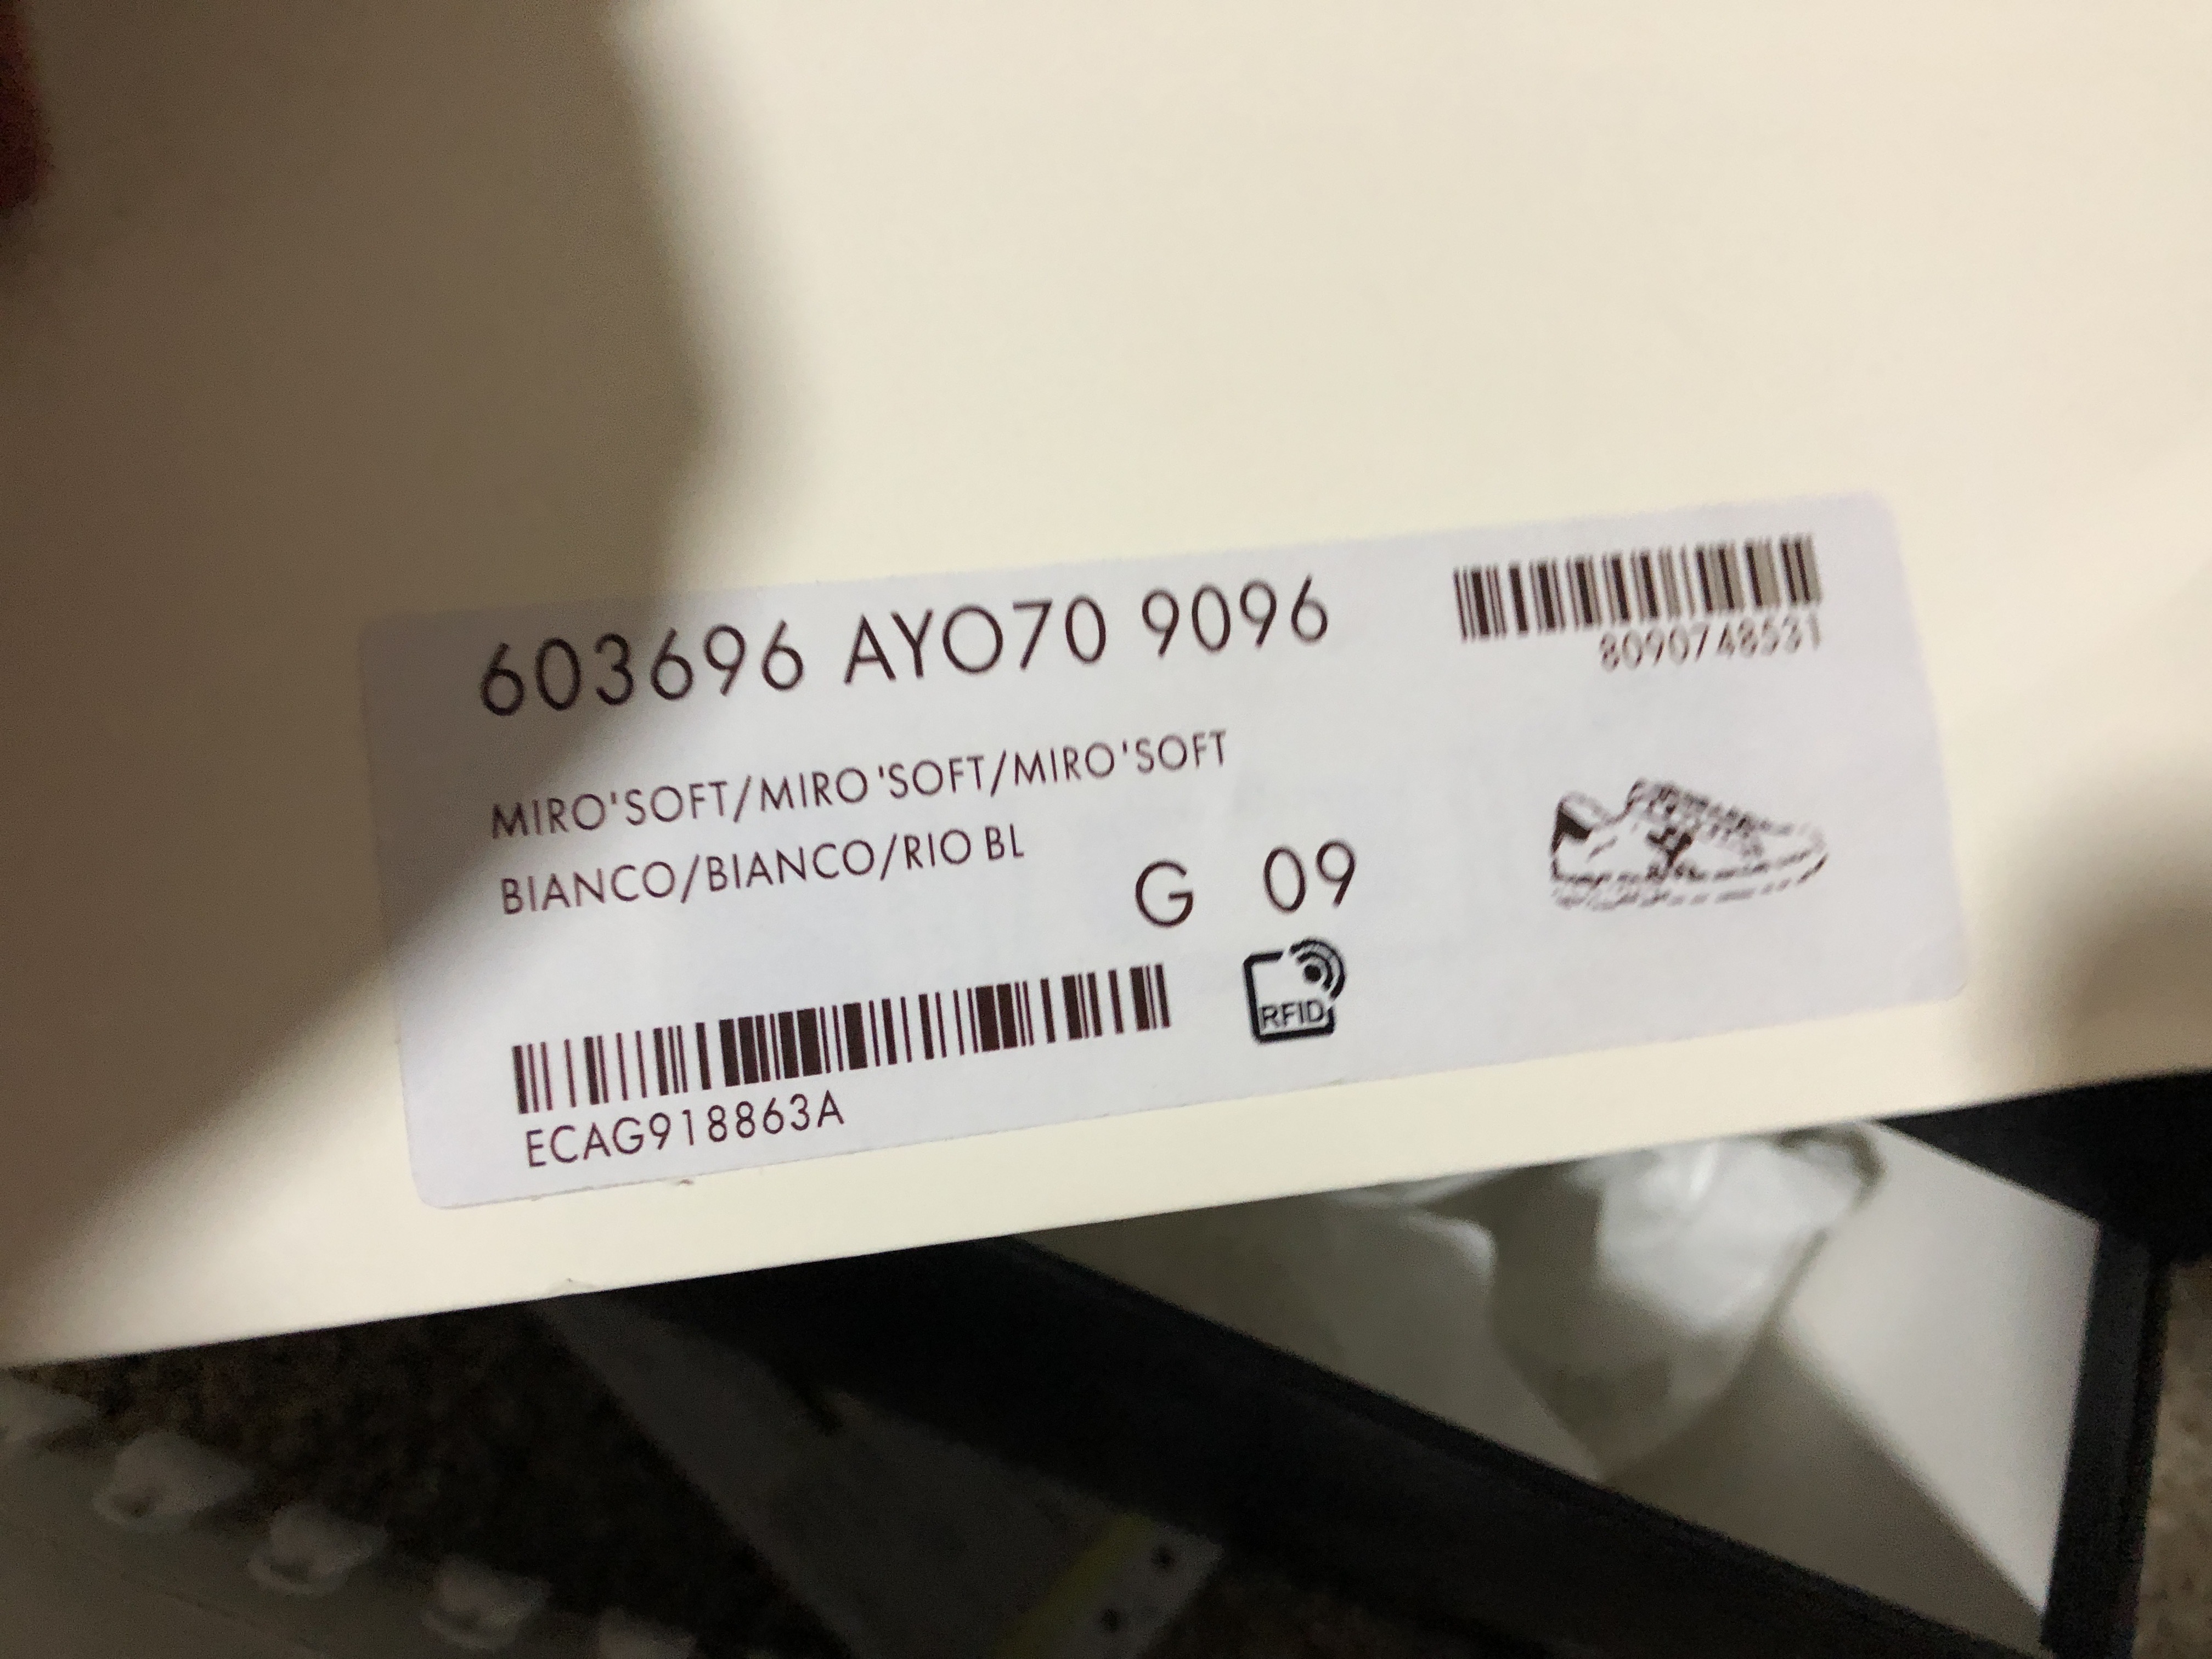 603696 AYO70 9096
8090748531
MIRO'SOFT/MIRO'SOFT/MIRO'SOFT
BIANCO/BIANCO/RIO BL
G 09
RFID
ECAG918863A